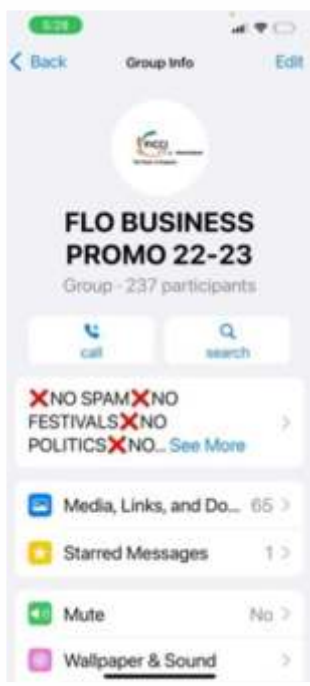 5:28
Back Group Info Edit
FICCI
FLO BUSINESS
PROMO 22-23
Group · 237 participants
call search
❌NO SPAM❌NO
FESTIVALS❌NO
POLITICS❌NO... See More
Media, Links, and Do... 65
Starred Messages 1
Mute No
Wallpaper & Sound